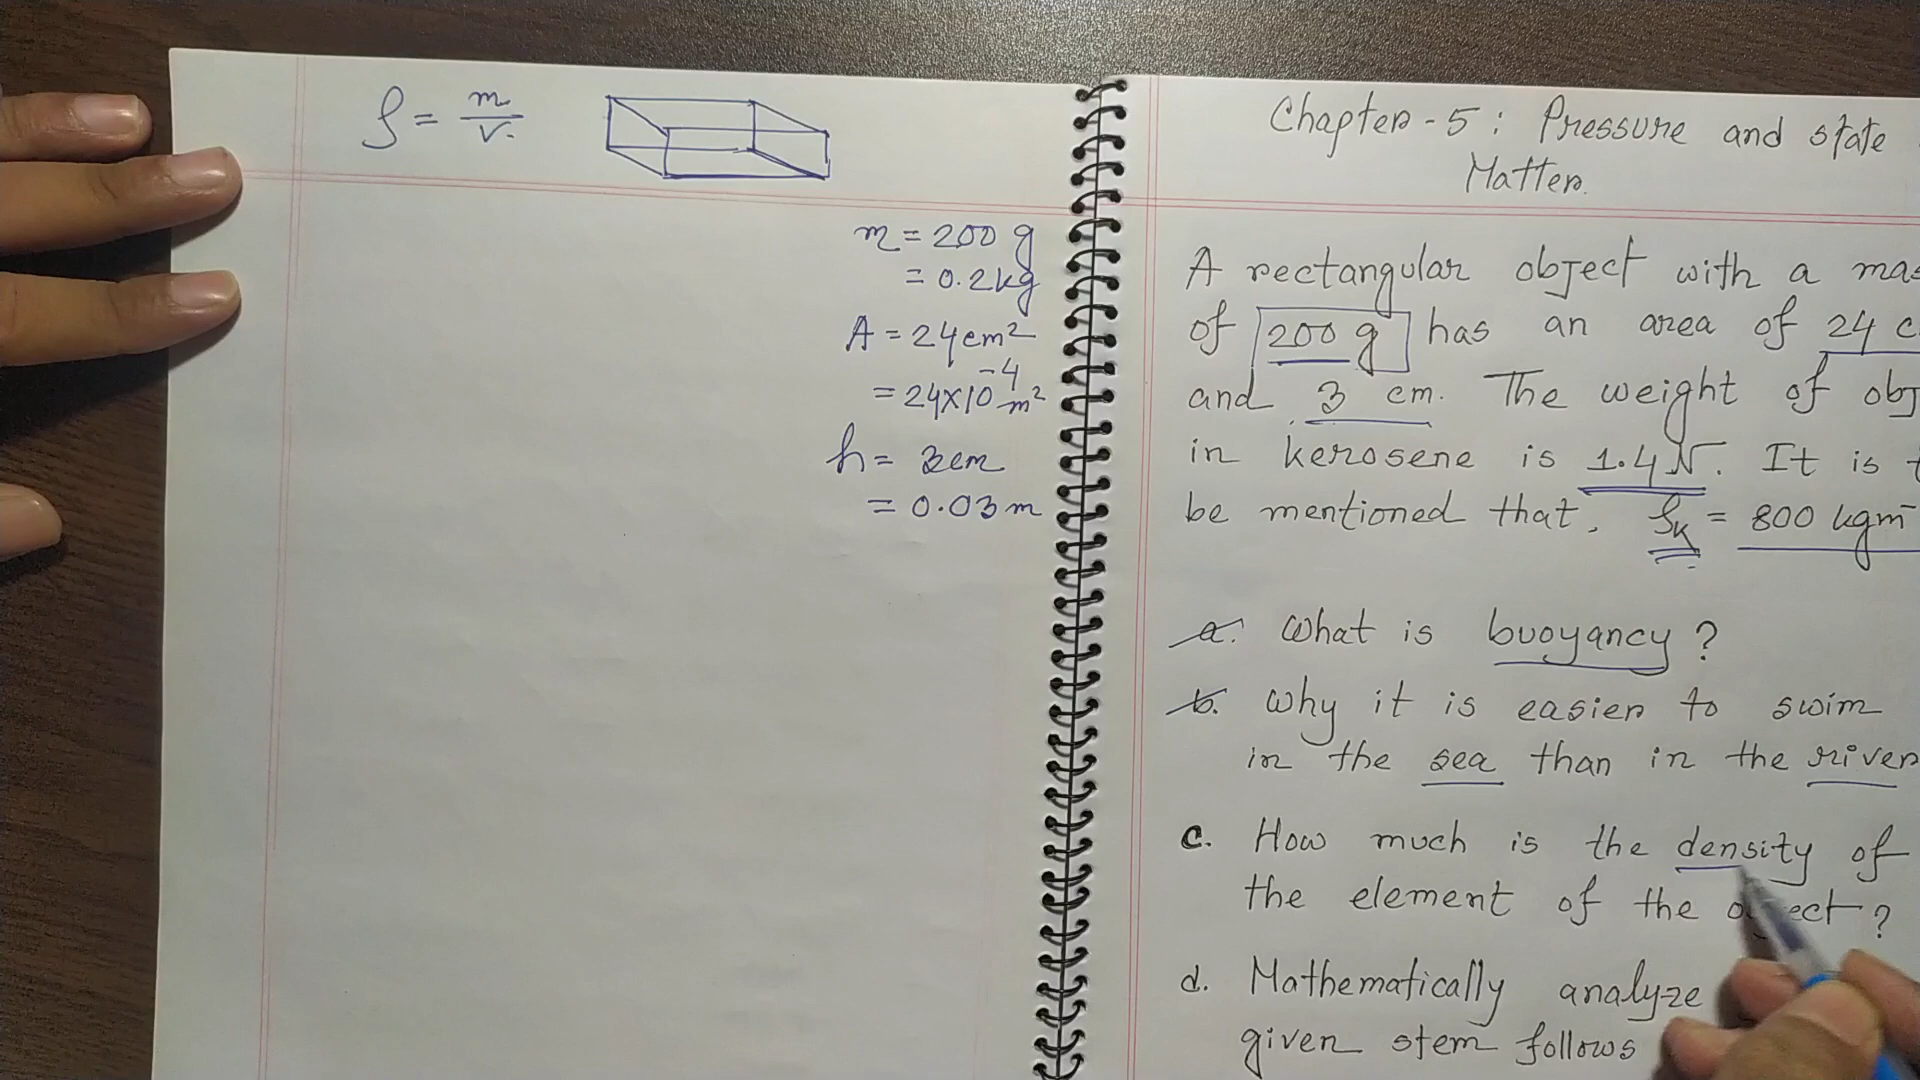 ρ = m/v.
m = 200 g
= 0.2kg
A = 24cm²
= 24×10⁻⁴ m²
h = 3cm
= 0.03m
Chapter - 5 : Pressure and state
Matter.
A rectangular object with a mas
of 200 g has an area of 24 c
and 3 cm. The weight of obj
in kerosene is 1.4N. It is t
be mentioned that, ρk = 800 kgm⁻
a. What is buoyancy ?
b. Why it is easier to swim
in the sea than in the river
c. How much is the density of
the element of the object ?
d. Mathematically analyze
given stem follows